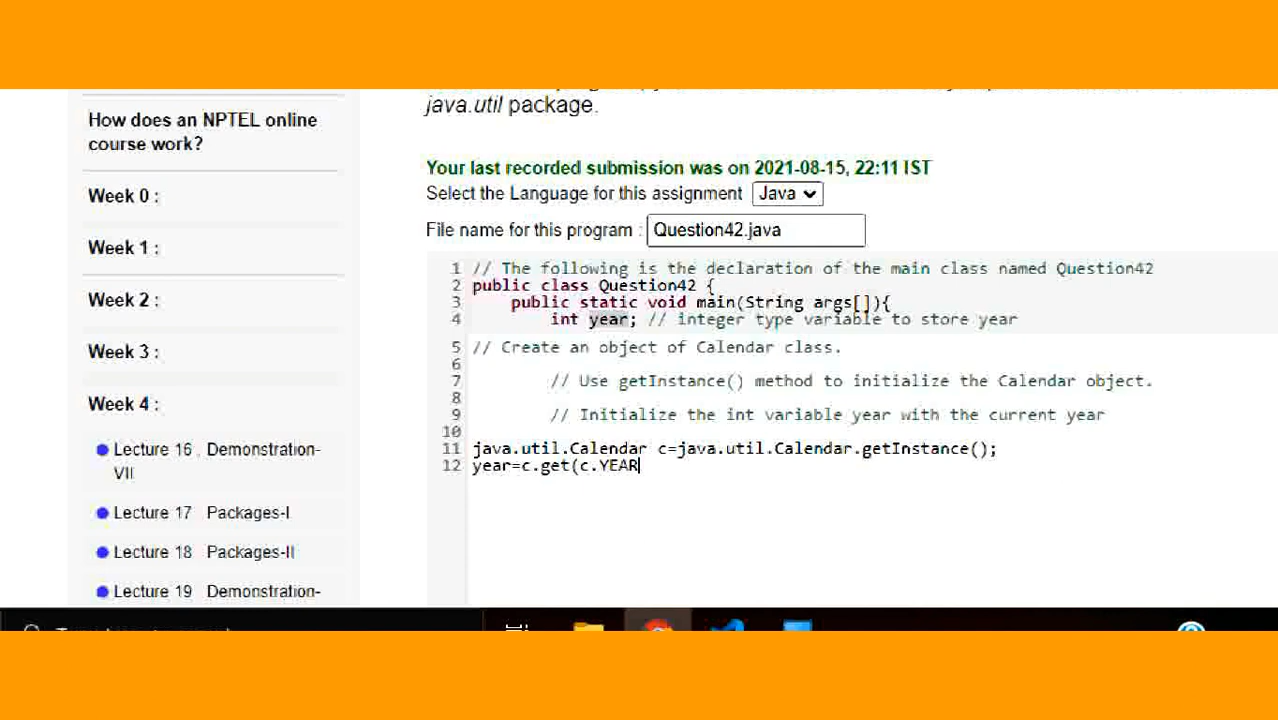 java.util package.
How does an NPTEL online
course work?
Week 0 :
Week 1 :
Week 2 :
Week 3 :
Week 4 :
Lecture 16 . Demonstration-
VII
Lecture 17 Packages-I
Lecture 18 Packages-II
Lecture 19 Demonstration-
Your last recorded submission was on 2021-08-15, 22:11 IST
Select the Language for this assignment Java
File name for this program : Question42.java
1 // The following is the declaration of the main class named Question42
2 public class Question42 {
3 public static void main(String args[]){
4 int year; // integer type variable to store year
5 // Create an object of Calendar class.
6
7 // Use getInstance() method to initialize the Calendar object.
8
9 // Initialize the int variable year with the current year
10
11 java.util.Calendar c=java.util.Calendar.getInstance();
12 year=c.get(c.YEAR